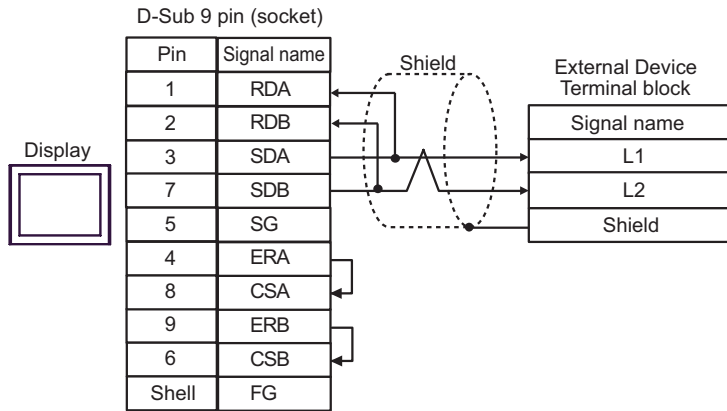 D-Sub 9 pin (socket)
Pin Signal name
1 RDA
2 RDB
3 SDA
7 SDB
5 SG
4 ERA
8 CSA
9 ERB
6 CSB
Shell FG
Display
Shield
External Device
Terminal block
Signal name
L1
L2
Shield